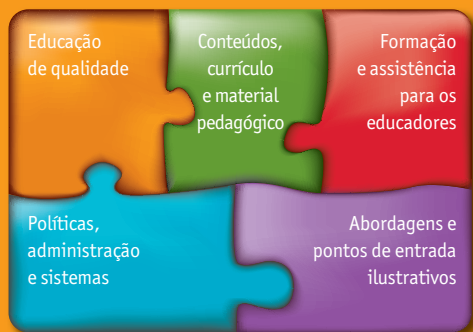 Educação
de qualidade
Conteúdos,
currículo
e material
pedagógico
Formação
e assistência
para os
educadores
Políticas,
administração
e sistemas
Abordagens e
pontos de entrada
ilustrativos